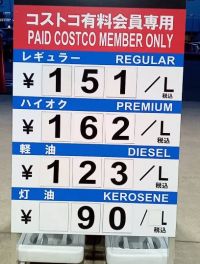 コストコ有料会員専用
PAID COSTCO MEMBER ONLY
レギュラー REGULAR
¥ 151 /L 税込
ハイオク PREMIUM
¥ 162 /L 税込
軽油 DIESEL
¥ 123 /L 税込
灯油 KEROSENE
¥ 90 /L 税込